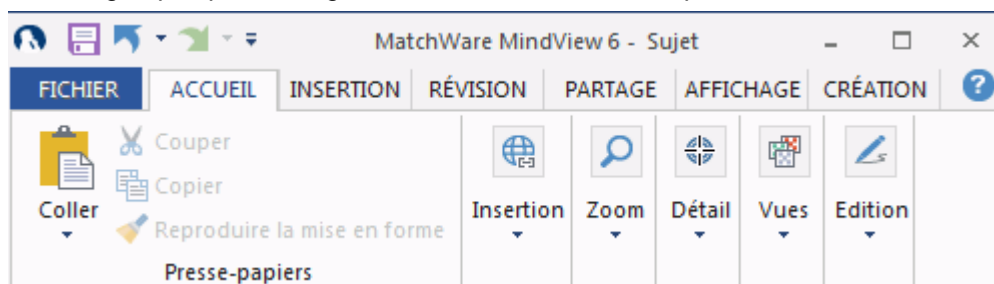 MatchWare MindView 6 - Sujet
FICHIER ACCUEIL INSERTION RÉVISION PARTAGE AFFICHAGE CRÉATION ?
Couper
Copier
Coller
Reproduire la mise en forme
Presse-papiers
Insertion Zoom Détail Vues Edition